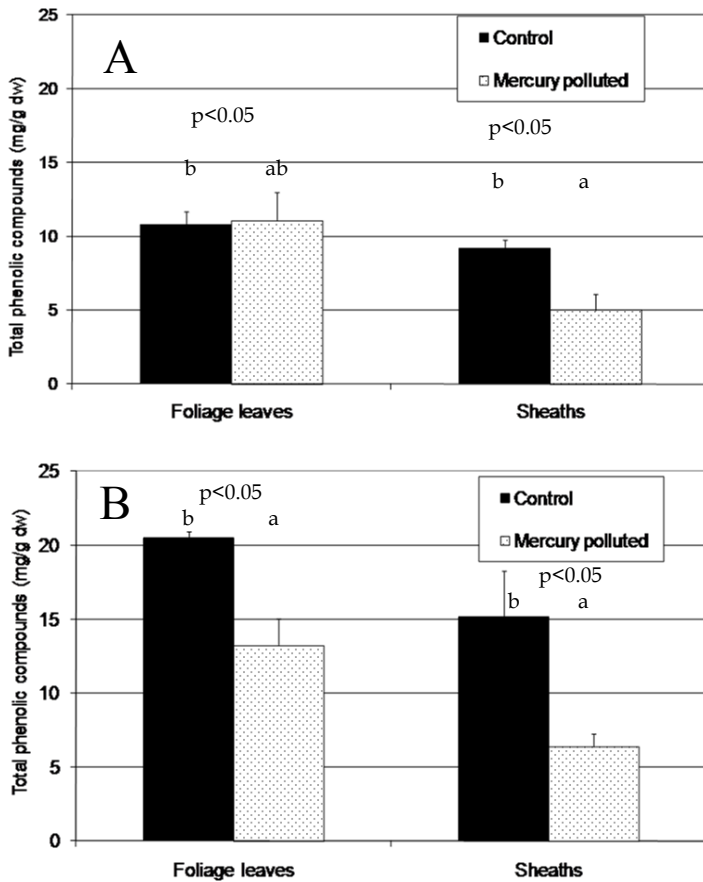 25
A
Control
Mercury polluted
20
p<0.05
p<0.05
15
b
ab
b
a
10
5
0
Total phenolic compounds (mg/g dw)
Foliage leaves
Sheaths
25
B
p<0.05
b
a
Control
Mercury polluted
20
p<0.05
b
a
15
10
5
0
Total phenolic compounds (mg/g dw)
Foliage leaves
Sheaths